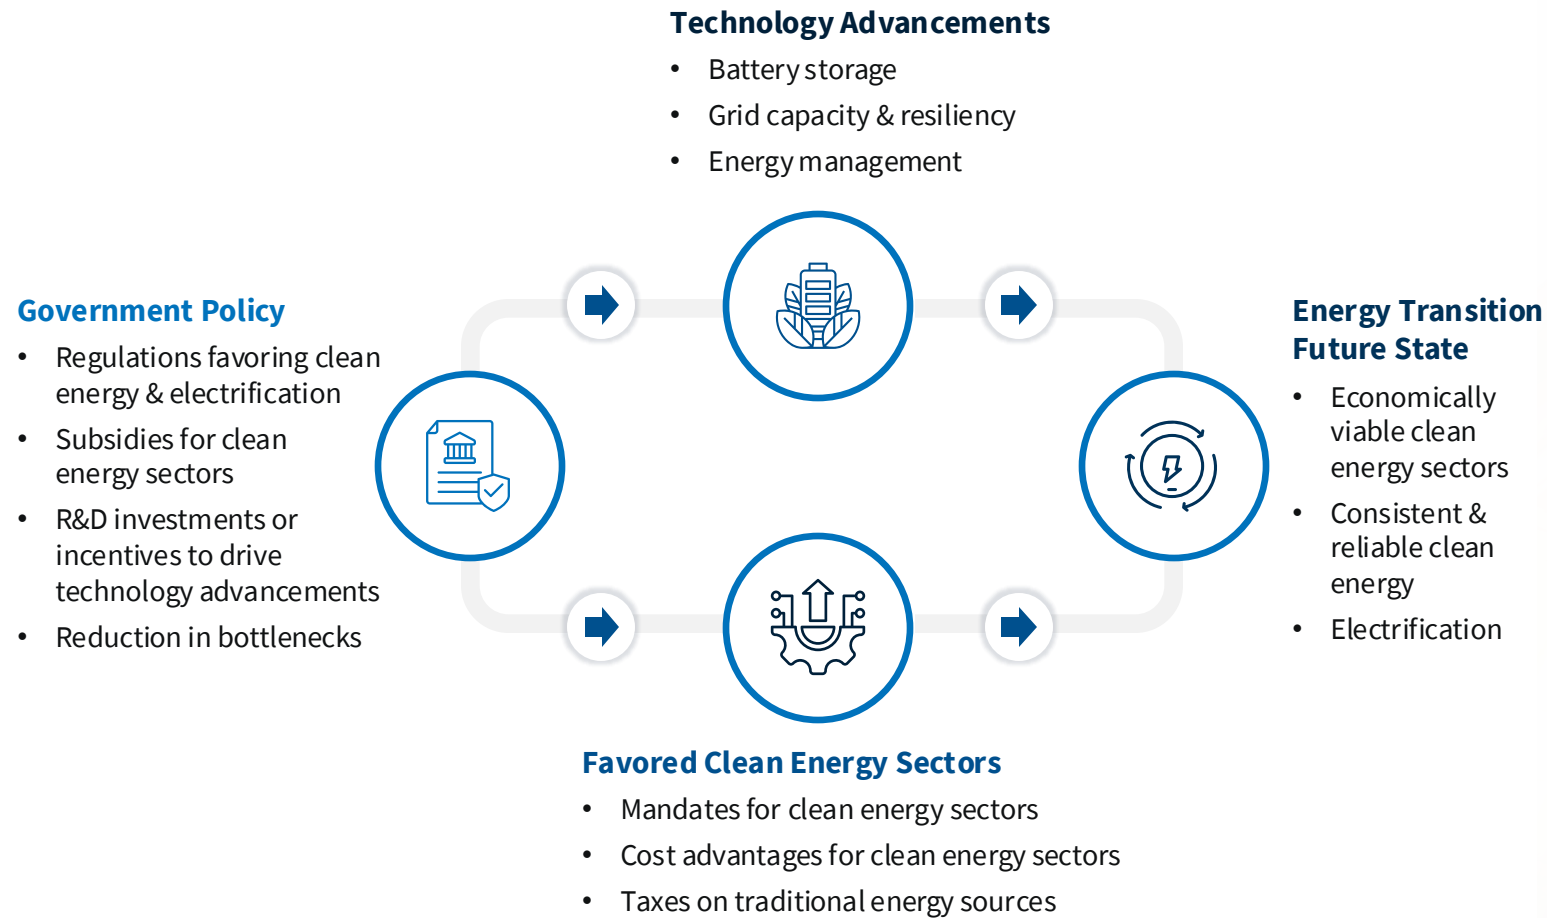 Technology Advancements
• Battery storage
• Grid capacity & resiliency
• Energy management
Government Policy
• Regulations favoring clean
energy & electrification
• Subsidies for clean
energy sectors
• R&D investments or
incentives to drive
technology advancements
• Reduction in bottlenecks
Energy Transition
Future State
• Economically
viable clean
energy sectors
• Consistent &
reliable clean
energy
• Electrification
Favored Clean Energy Sectors
• Mandates for clean energy sectors
• Cost advantages for clean energy sectors
• Taxes on traditional energy sources